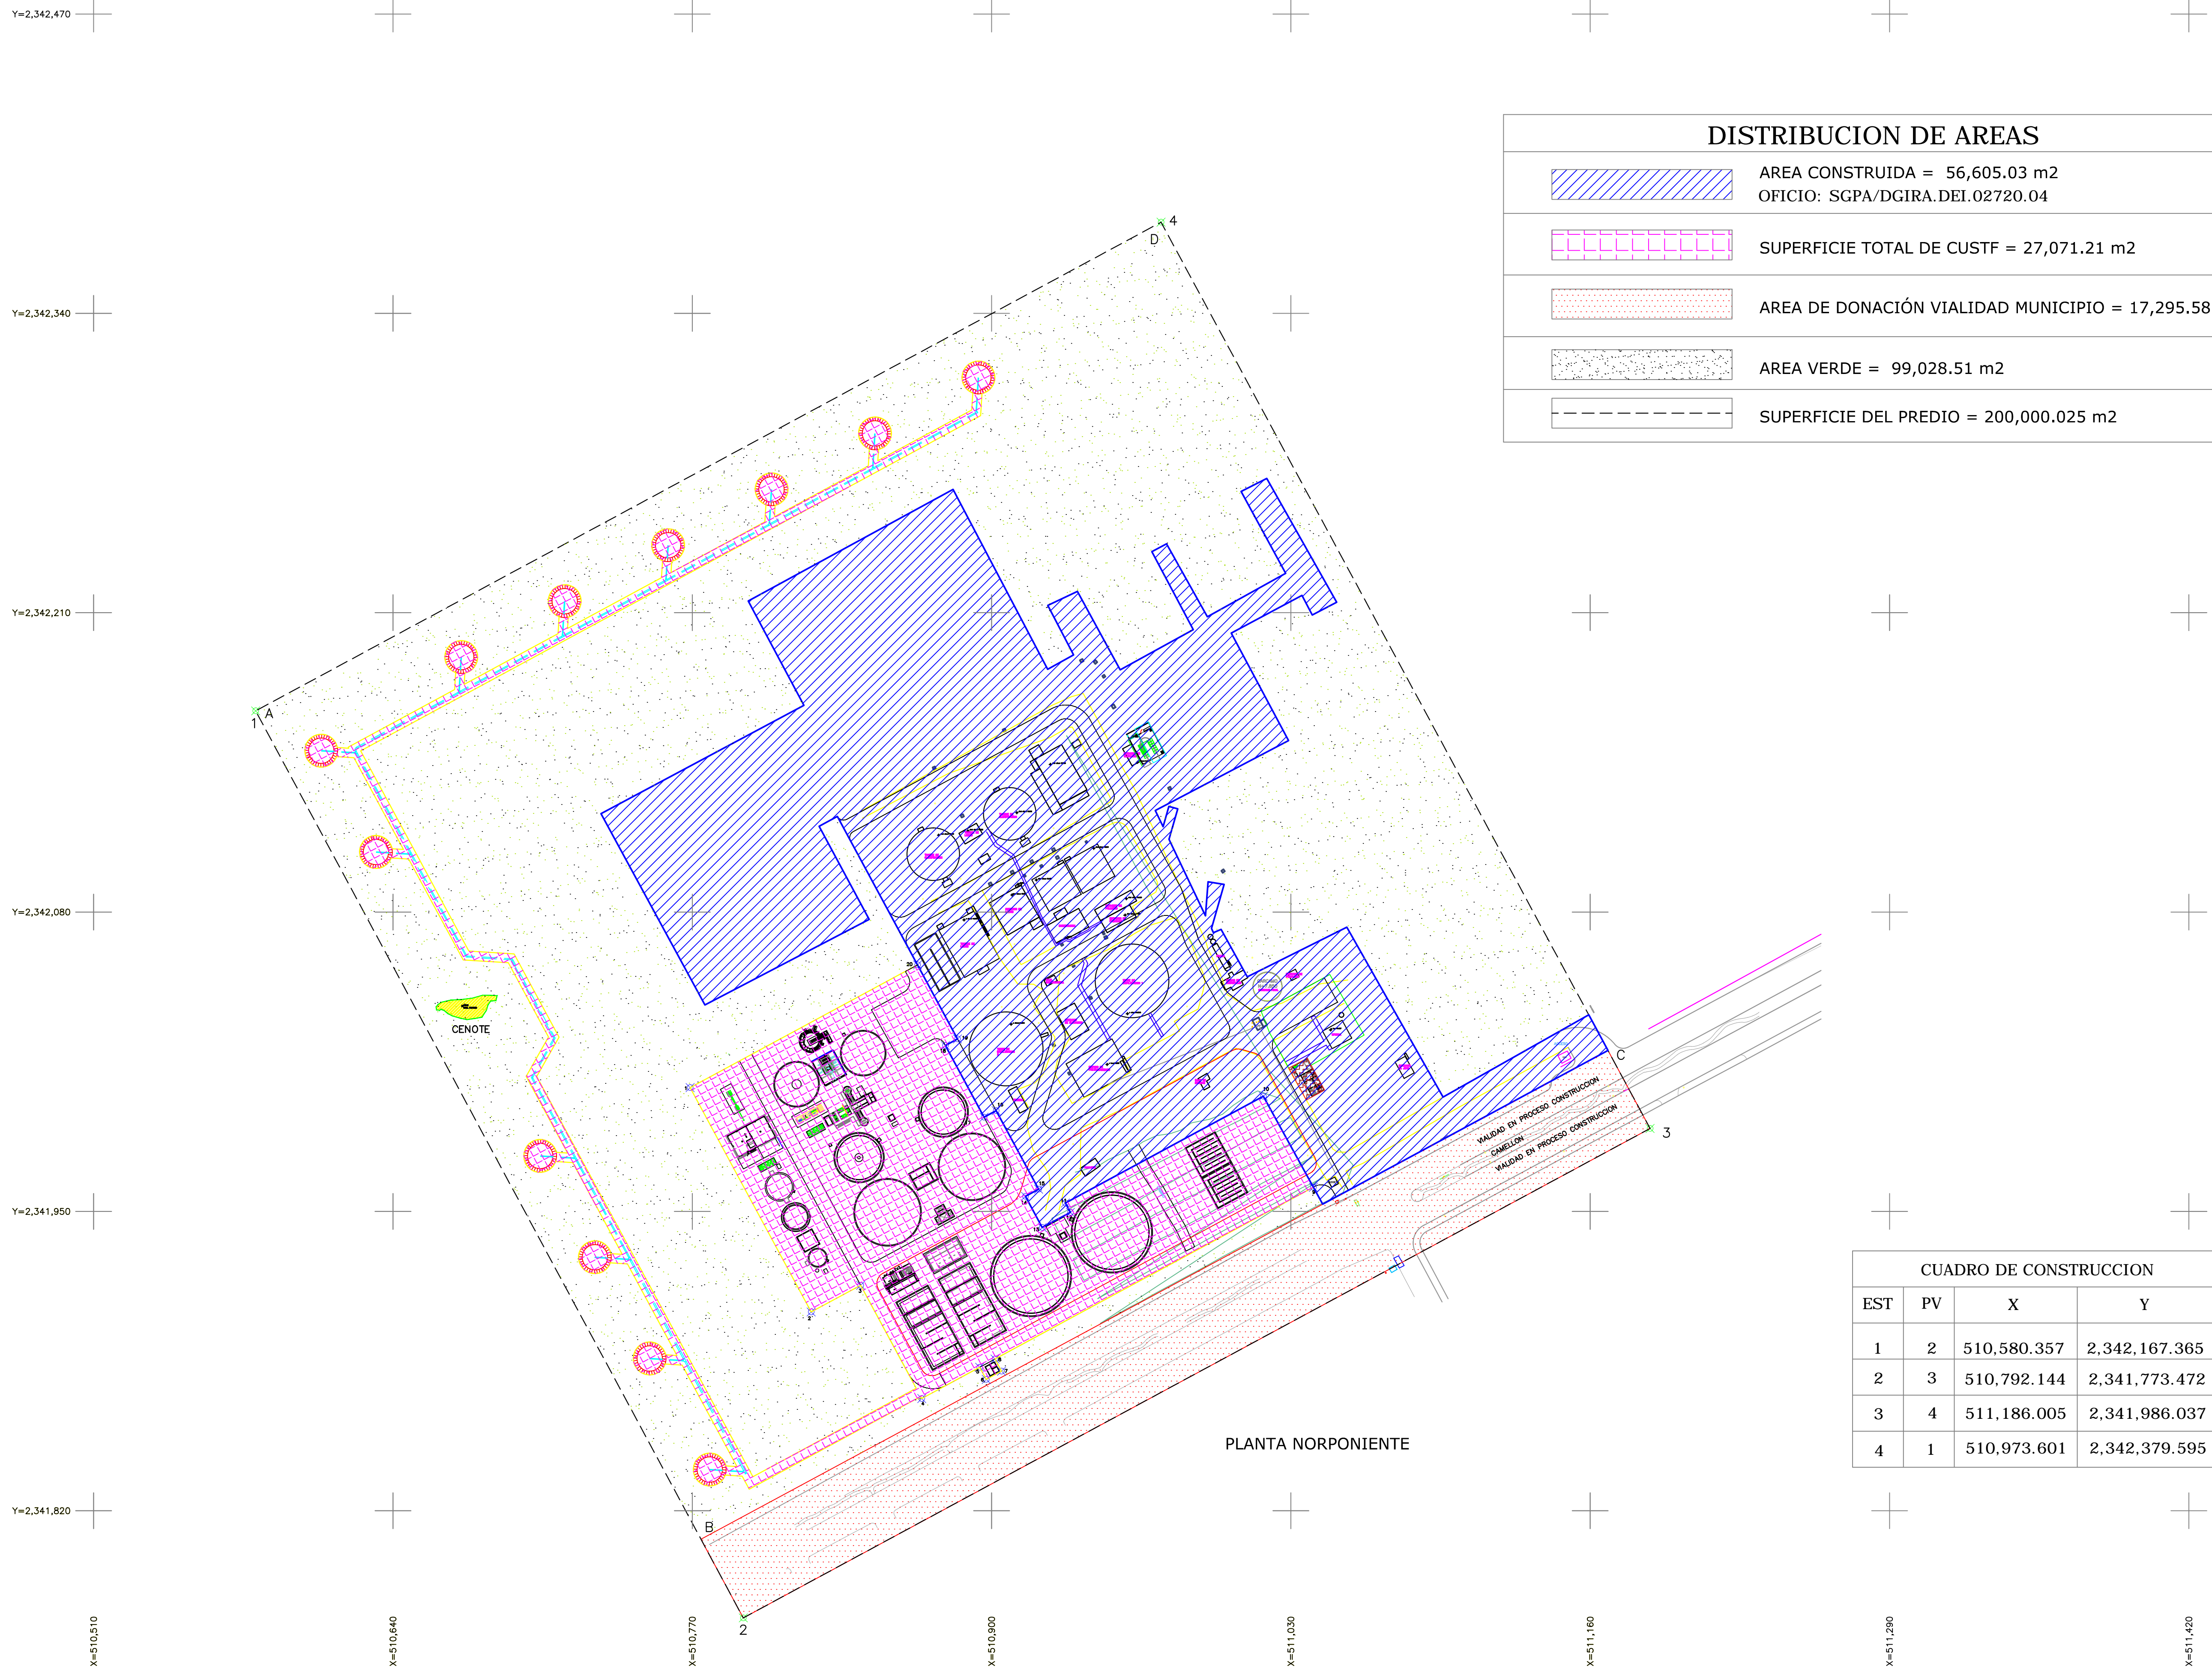 Y=2,342,470
DISTRIBUCION DE AREAS
AREA CONSTRUIDA = 56,605.03 m2
OFICIO: SGPA/DGIRA.DEI.02720.04
SUPERFICIE TOTAL DE CUSTF = 27,071.21 m2
AREA DE DONACIÓN VIALIDAD MUNICIPIO = 17,295.58
AREA VERDE = 99,028.51 m2
SUPERFICIE DEL PREDIO = 200,000.025 m2
4
D
Y=2,342,340
Y=2,342,210
1 A
Y=2,342,080
CENOTE
C
3
VIALIDAD EN PROCESO CONSTRUCCION
CAMELLON
VIALIDAD EN PROCESO CONSTRUCCION
Y=2,341,950
CUADRO DE CONSTRUCCION
EST PV X Y
1 2 510,580.357 2,342,167.365
2 3 510,792.144 2,341,773.472
3 4 511,186.005 2,341,986.037
4 1 510,973.601 2,342,379.595
PLANTA NORPONIENTE
Y=2,341,820
B
2
X=510,510
X=510,640
X=510,770
X=510,900
X=511,030
X=511,160
X=511,290
X=511,420